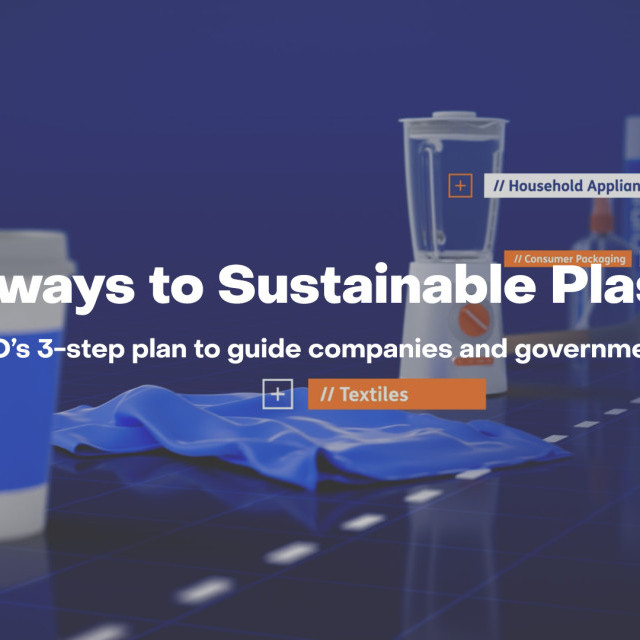 // Household Applian
// Consumer Packaging
ways to Sustainable Plas
O's 3-step plan to guide companies and governme
// Textiles